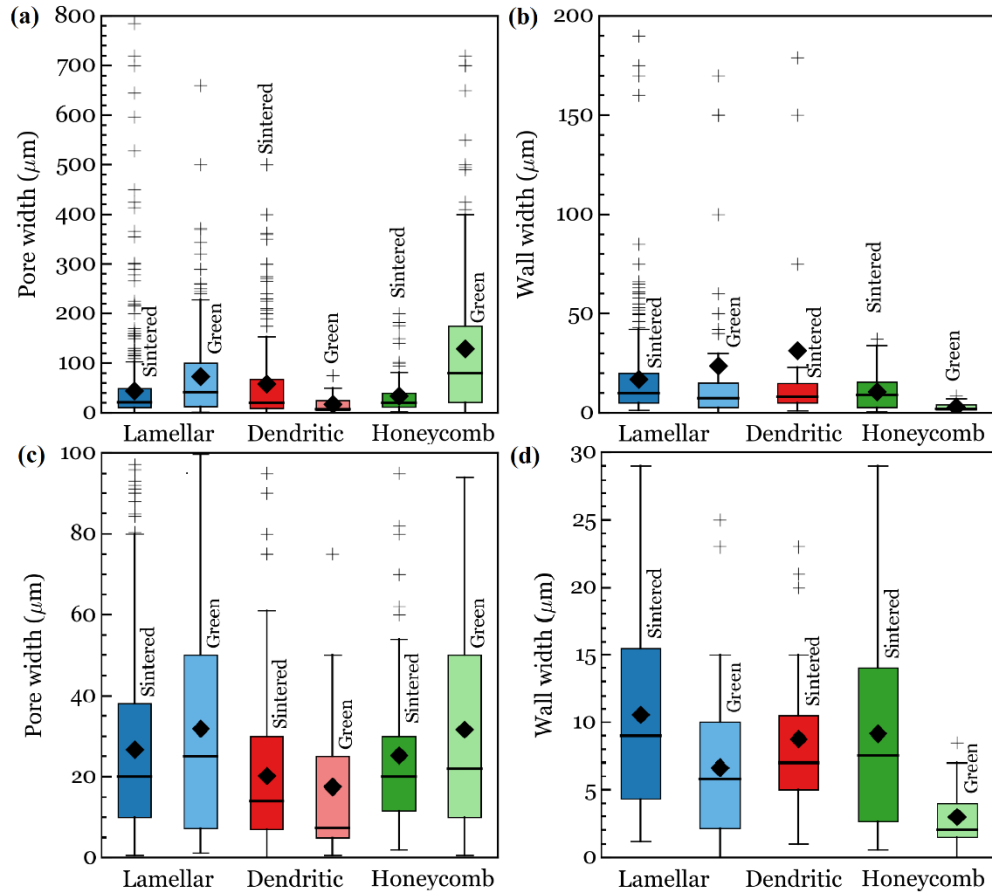 (a)
800
700
600
500
400
300
200
100
0
Pore width (μm)
Sintered
Green
Sintered
Green
Sintered
Green
Lamellar Dendritic Honeycomb
(b)
200
150
100
50
0
Wall width (μm)
Sintered
Green
Sintered
Sintered
Green
Lamellar Dendritic Honeycomb
(c)
100
80
60
40
20
0
Pore width (μm)
Sintered
Green
Sintered
Green
Sintered
Green
Lamellar Dendritic Honeycomb
(d)
30
25
20
15
10
5
0
Wall width (μm)
Sintered
Green
Sintered
Sintered
Green
Lamellar Dendritic Honeycomb